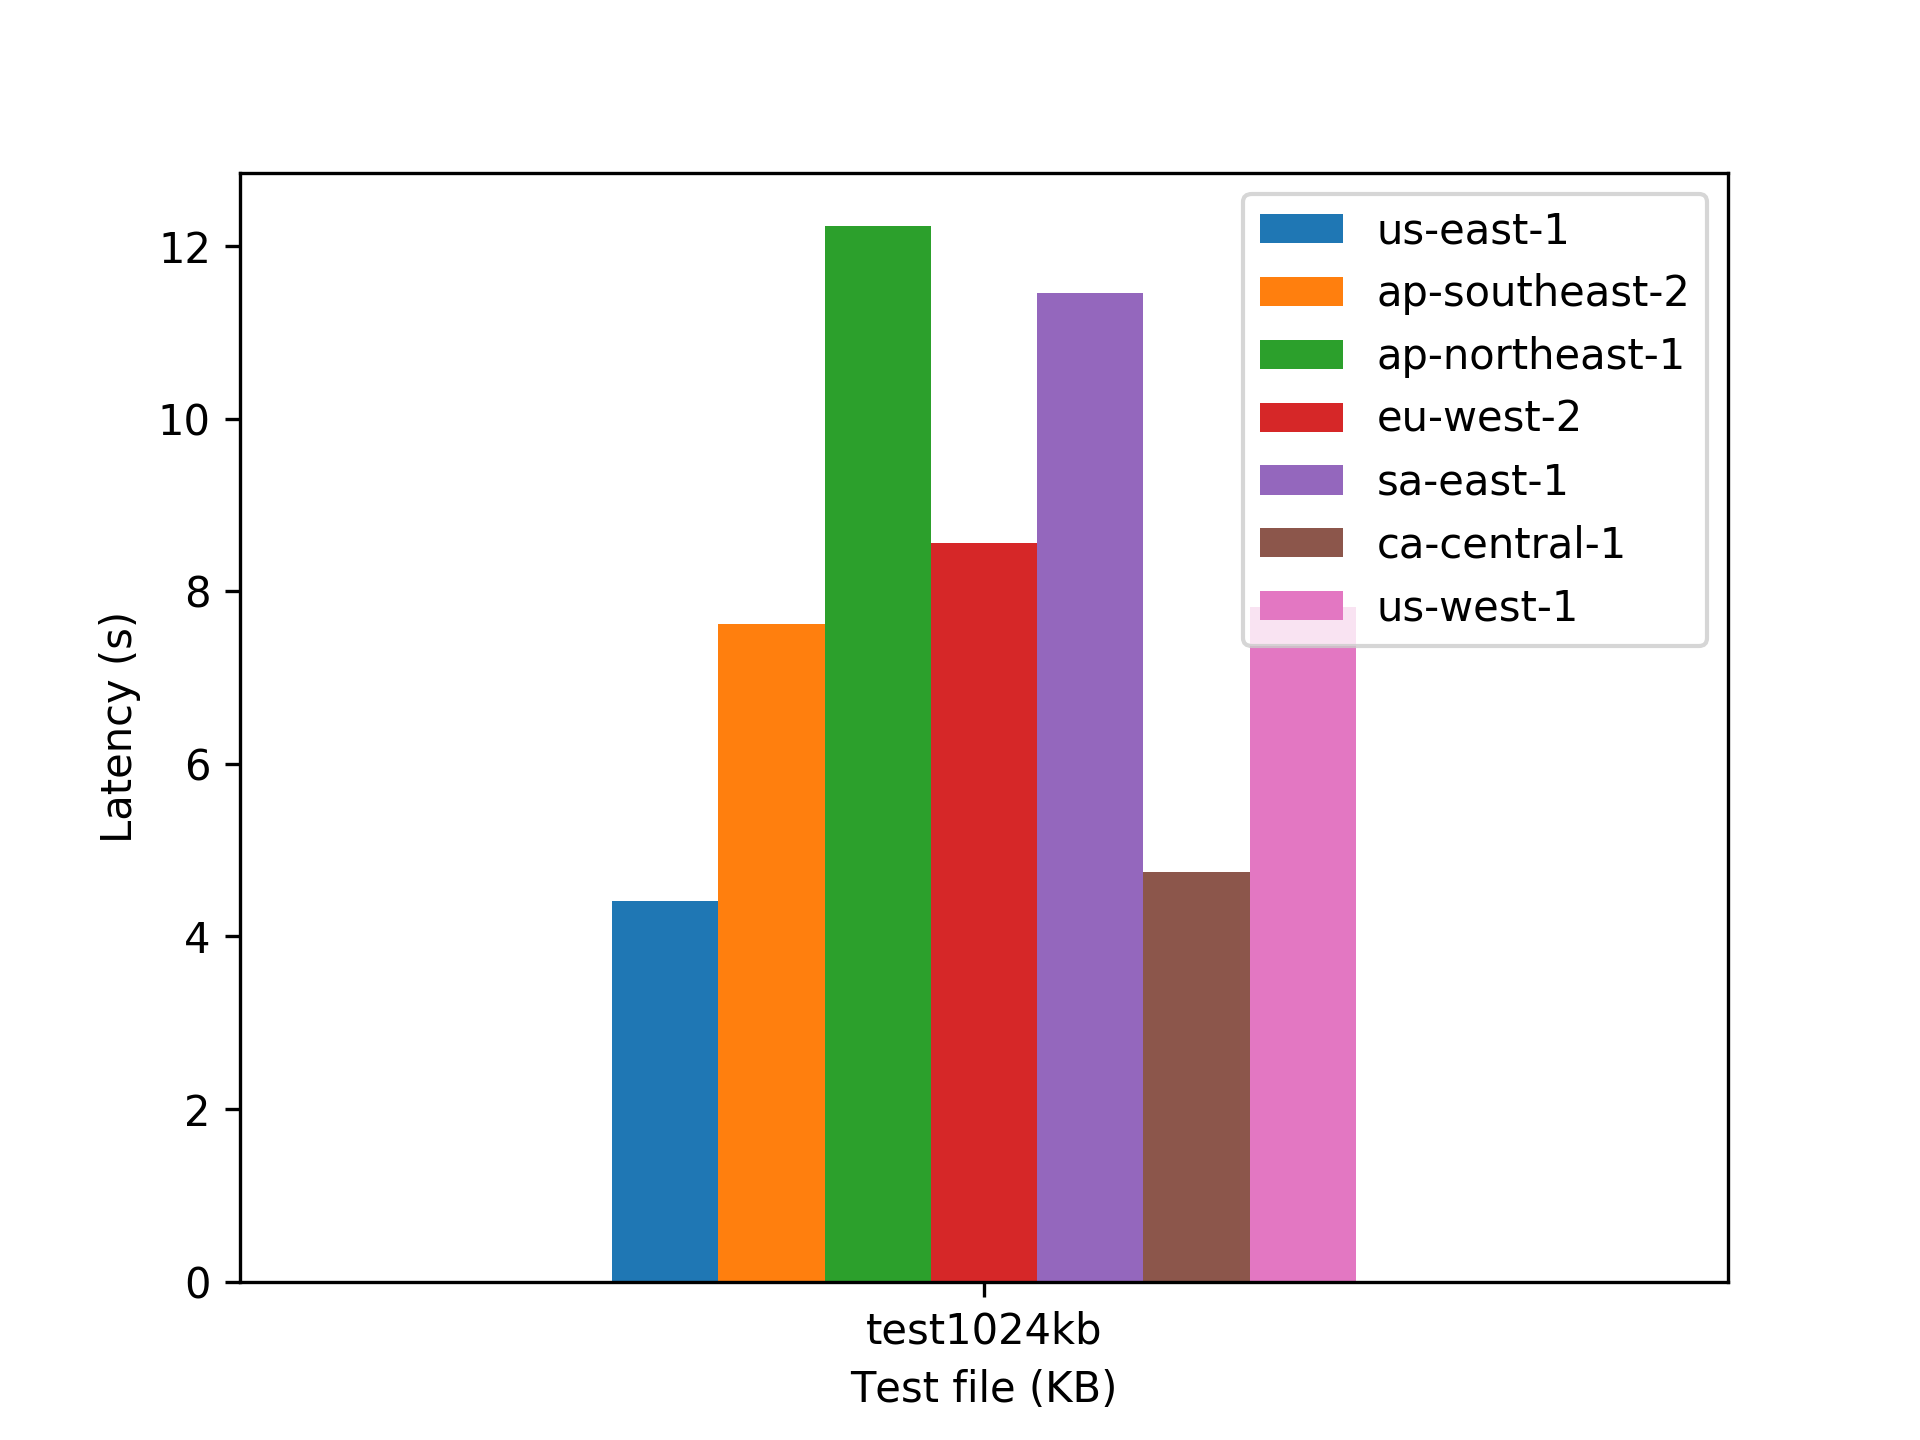 12
10
8
6
4
2
0
Latency (s)
us-east-1
ap-southeast-2
ap-northeast-1
eu-west-2
sa-east-1
ca-central-1
us-west-1
test1024kb
Test file (KB)